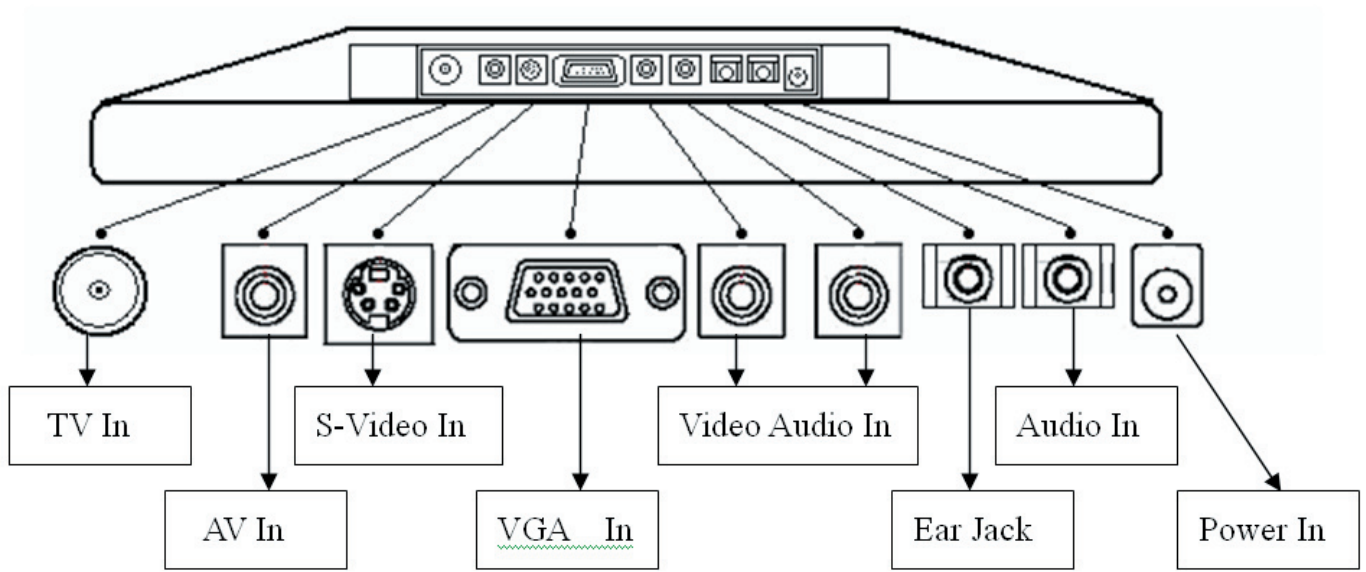 TV In
S-Video In
Video Audio In
Audio In
AV In
VGA In
Ear Jack
Power In